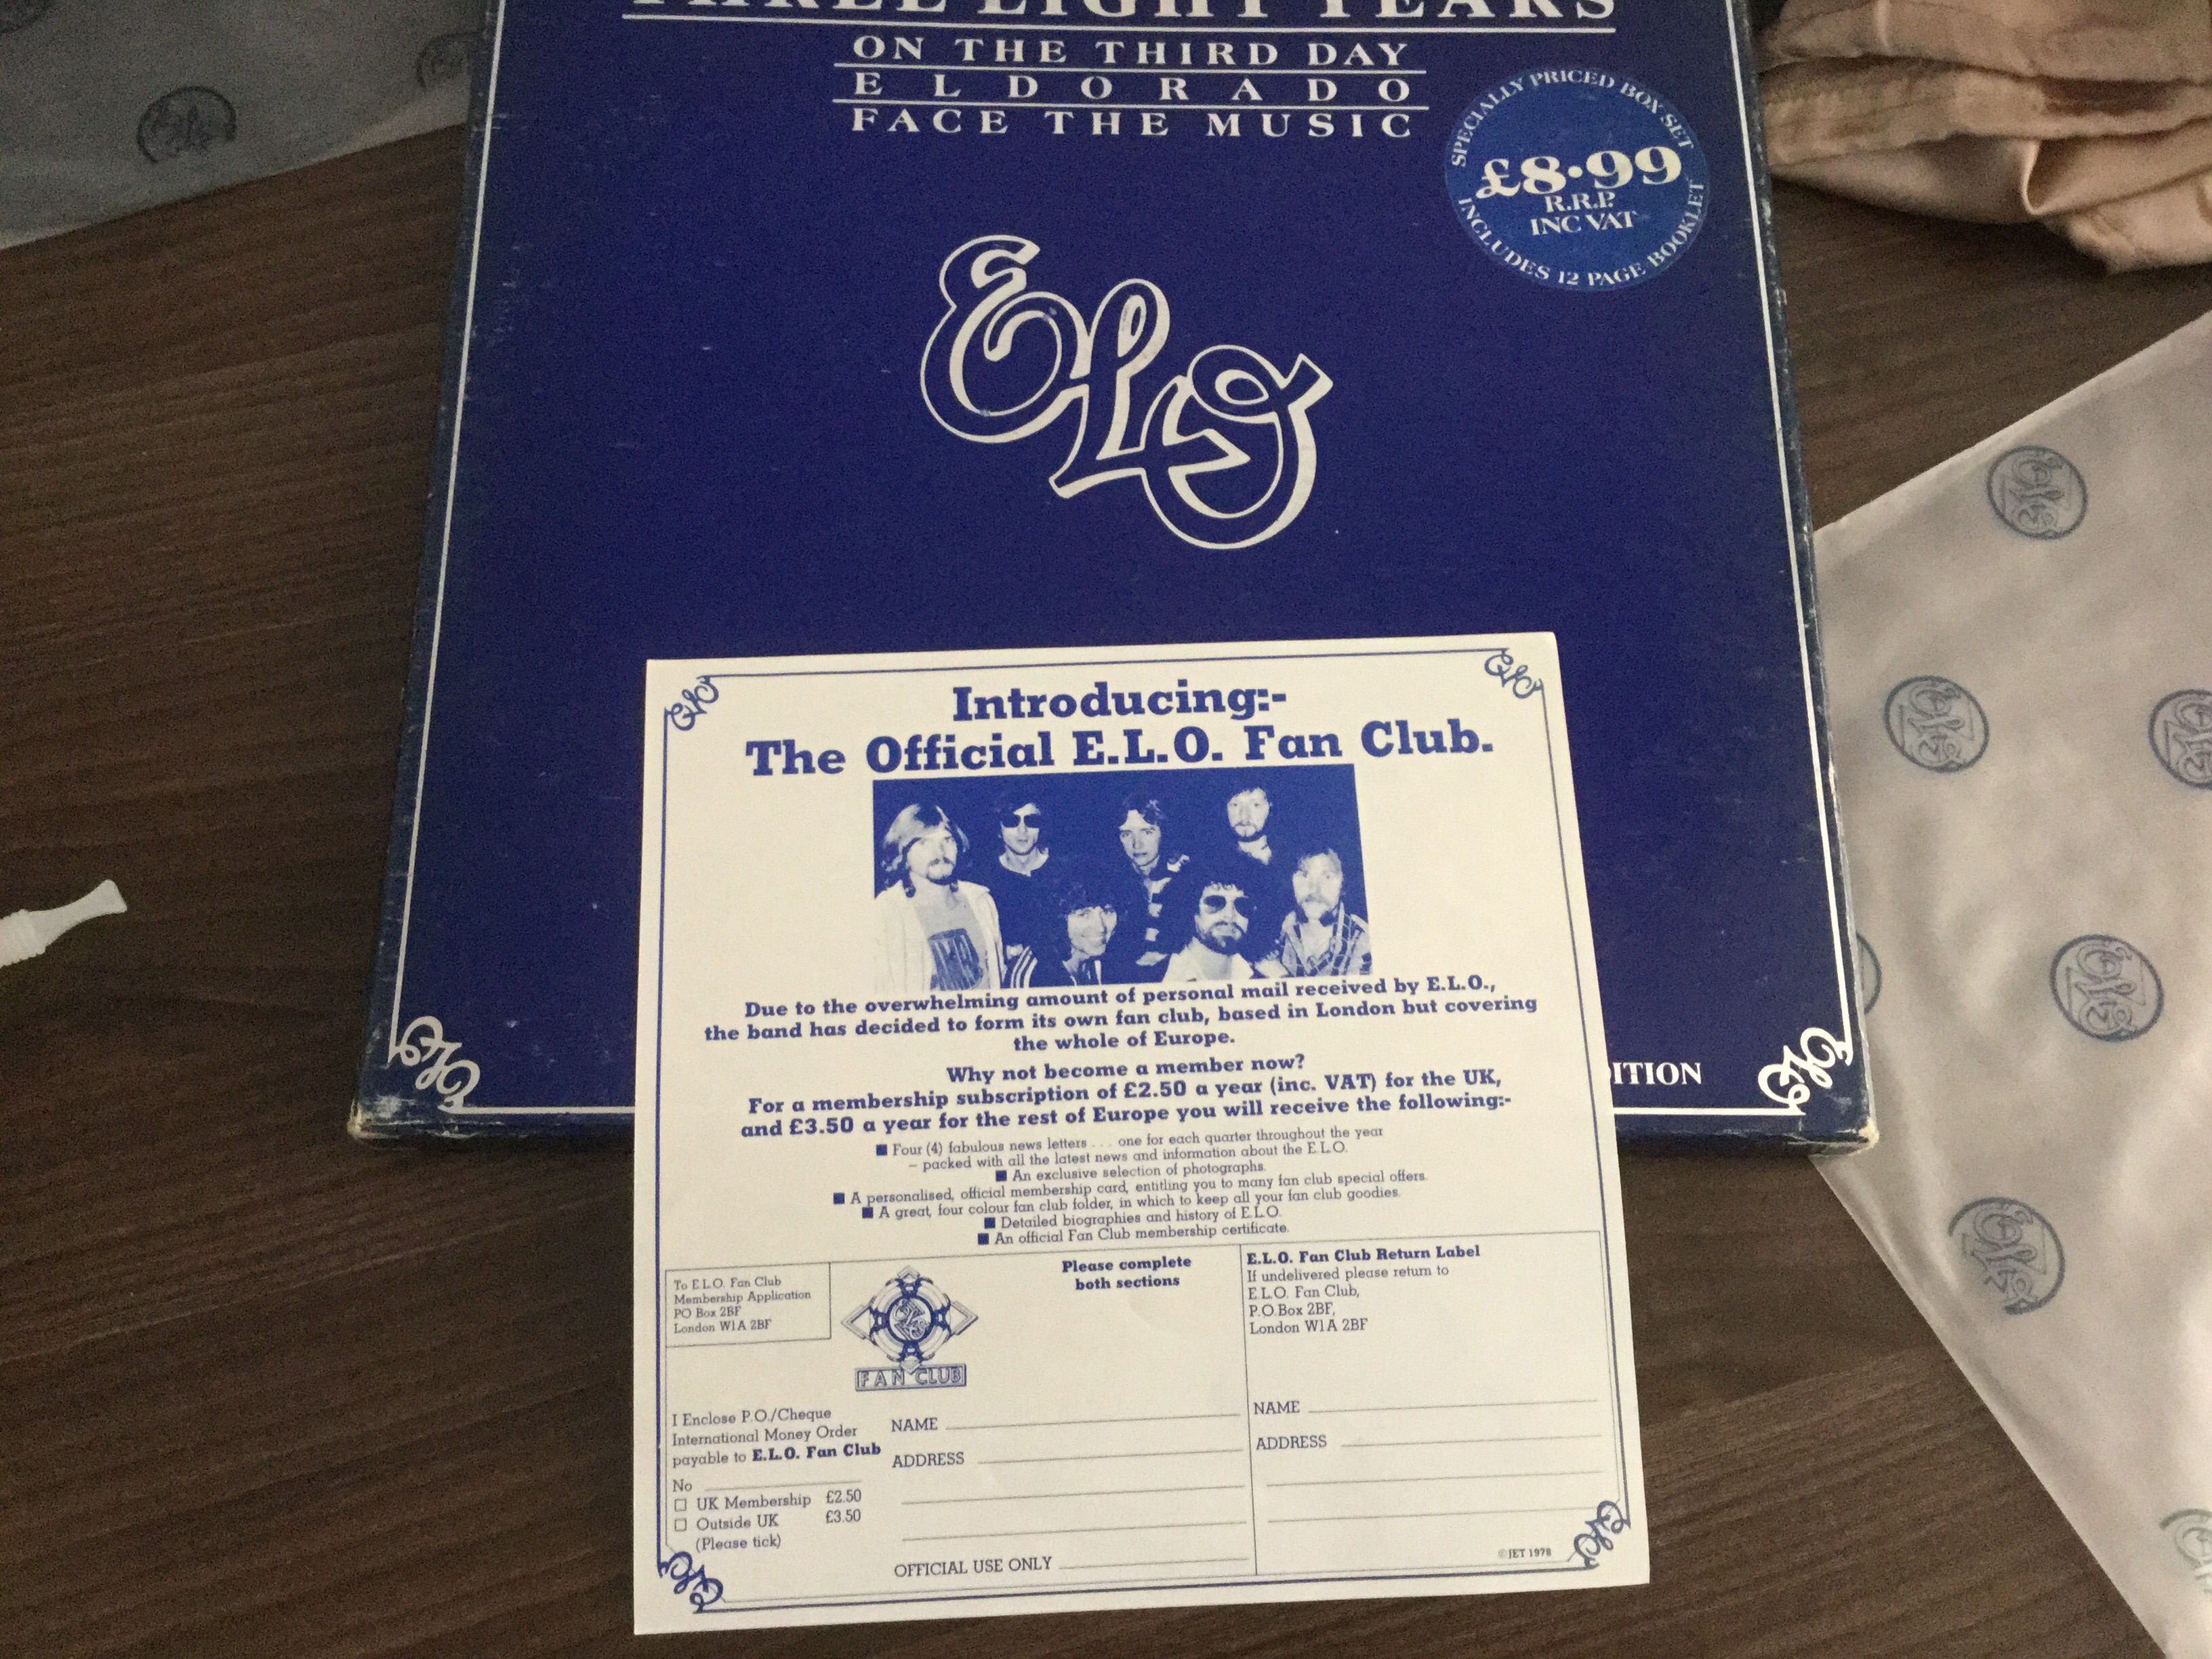 THREE LIGHT YEARS
ON THE THIRD DAY
ELDORADO
FACE THE MUSIC
SPECIALLY PRICED BOX SET
£8·99
R.R.P.
INC VAT
INCLUDES 12 PAGE BOOKLET
ELO
ITION
Introducing:-
The Official E.L.O. Fan Club.
Due to the overwhelming amount of personal mail received by E.L.O.,
the band has decided to form its own fan club, based in London but covering
the whole of Europe.
Why not become a member now?
For a membership subscription of £2.50 a year (inc. VAT) for the UK,
and £3.50 a year for the rest of Europe you will receive the following:-
■ Four (4) fabulous news letters . . . one for each quarter throughout the year
– packed with all the latest news and information about the E.L.O.
■ An exclusive selection of photographs.
■ A personalised, official membership card, entitling you to many fan club special offers.
■ A great, four colour fan club folder, in which to keep all your fan club goodies.
■ Detailed biographies and history of E.L.O.
■ An official Fan Club membership certificate.
To E.L.O. Fan Club
Membership Application
PO Box 2BF
London W1A 2BF
FAN CLUB
Please complete
both sections
I Enclose P.O./Cheque
International Money Order
payable to E.L.O. Fan Club
No
☐ UK Membership £2.50
☐ Outside UK £3.50
(Please tick)
NAME
ADDRESS
OFFICIAL USE ONLY
E.L.O. Fan Club Return Label
If undelivered please return to
E.L.O. Fan Club,
P.O. Box 2BF,
London W1A 2BF
NAME
ADDRESS
© JET 1978